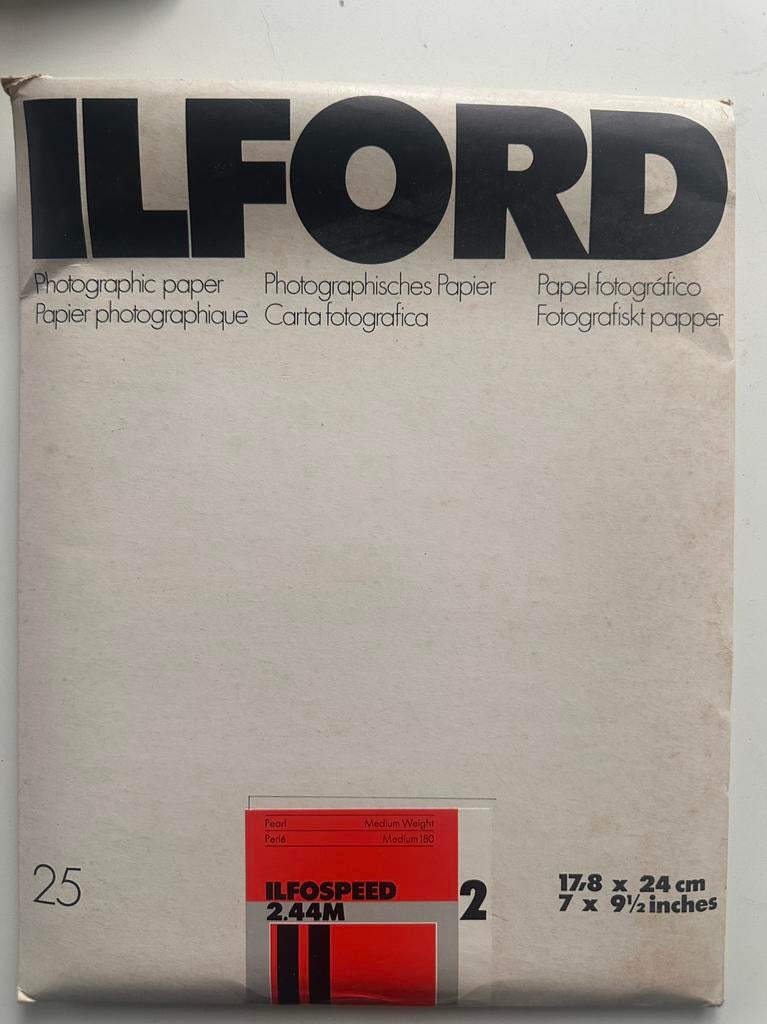 ILFORD
Photographic paper Photographisches Papier Papel fotográfico
Papier photographique Carta fotografica Fotografiskt papper
Pearl Medium Weight
Perlé Medium 180
25
ILFOSPEED
2.44M
2
17,8 x 24 cm
7 x 9½ inches